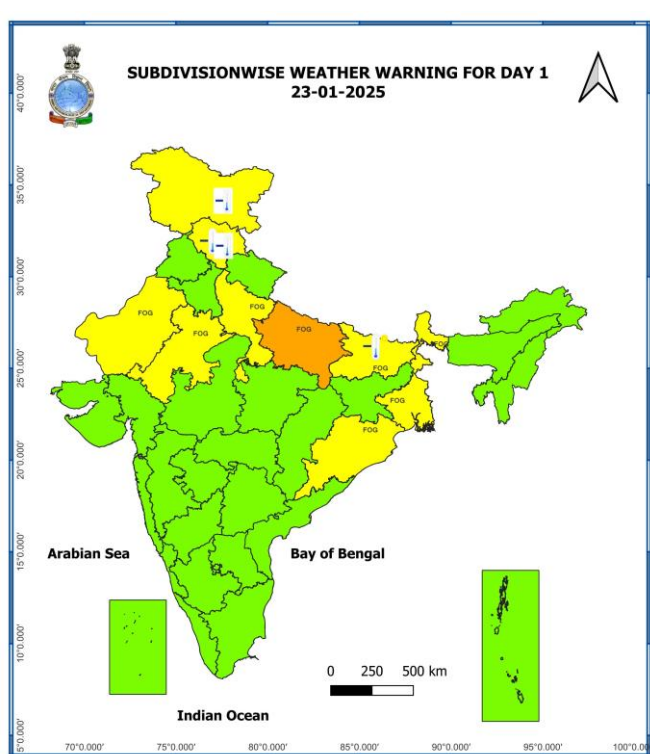 SUBDIVISIONWISE WEATHER WARNING FOR DAY 1
23-01-2025
40°0.000'
35°0.000'
30°0.000'
25°0.000'
20°0.000'
15°0.000'
10°0.000'
5°0.000'
FOG
FOG
FOG
FOG
FOG
FOG
FOG
FOG
Arabian Sea
Bay of Bengal
0 250 500 km
Indian Ocean
70°0.000' 75°0.000' 80°0.000' 85°0.000' 90°0.000' 95°0.000' 100°0.0